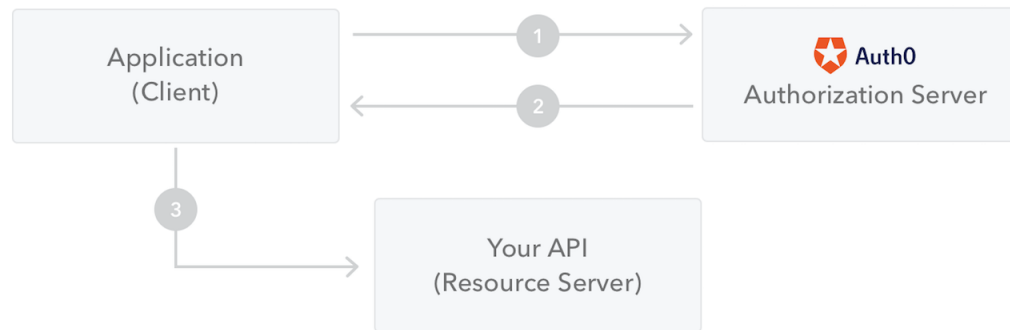 Application
(Client)
1
Auth0
Authorization Server
2
3
Your API
(Resource Server)